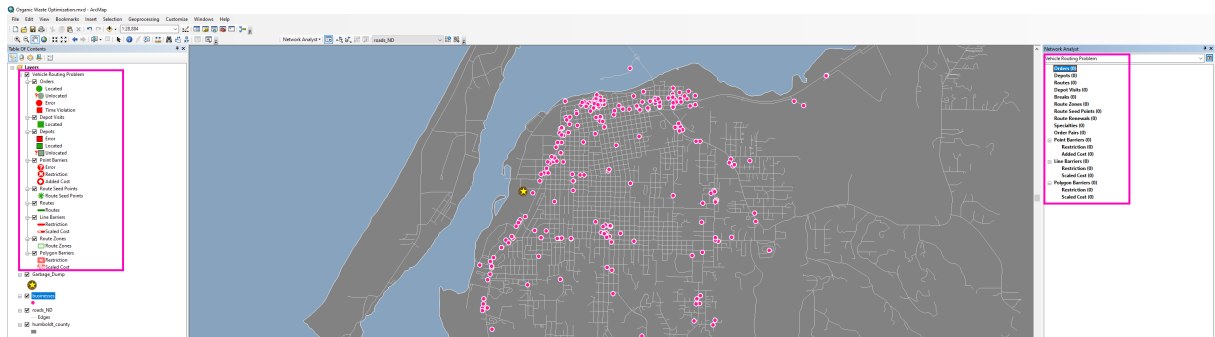 Organic Waste Optimization.mxd - ArcMap
File Edit View Bookmarks Insert Selection Geoprocessing Customize Windows Help
1:28,884
Network Analyst roads_ND
Table Of Contents
Layers
Vehicle Routing Problem
Orders
Located
Unlocated
Error
Time Violation
Depot Visits
Located
Depots
Error
Located
Unlocated
Point Barriers
Error
Restriction
Added Cost
Route Seed Points
Route Seed Points
Routes
Routes
Line Barriers
Restriction
Scaled Cost
Route Zones
Route Zones
Polygon Barriers
Restriction
Scaled Cost
Garbage_Dump
businesses
roads_ND
Edges
humboldt_county
Network Analyst
Vehicle Routing Problem
Orders (0)
Depots (0)
Routes (0)
Depot Visits (0)
Breaks (0)
Route Zones (0)
Route Seed Points (0)
Route Renewals (0)
Specialties (0)
Order Pairs (0)
Point Barriers (0)
Restriction (0)
Added Cost (0)
Line Barriers (0)
Restriction (0)
Scaled Cost (0)
Polygon Barriers (0)
Restriction (0)
Scaled Cost (0)